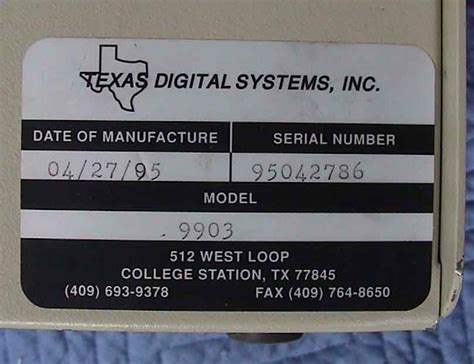 TEXAS DIGITAL SYSTEMS, INC.
DATE OF MANUFACTURE SERIAL NUMBER
04/27/95 95042786
MODEL
9903
512 WEST LOOP
COLLEGE STATION, TX 77845
(409) 693-9378 FAX (409) 764-8650